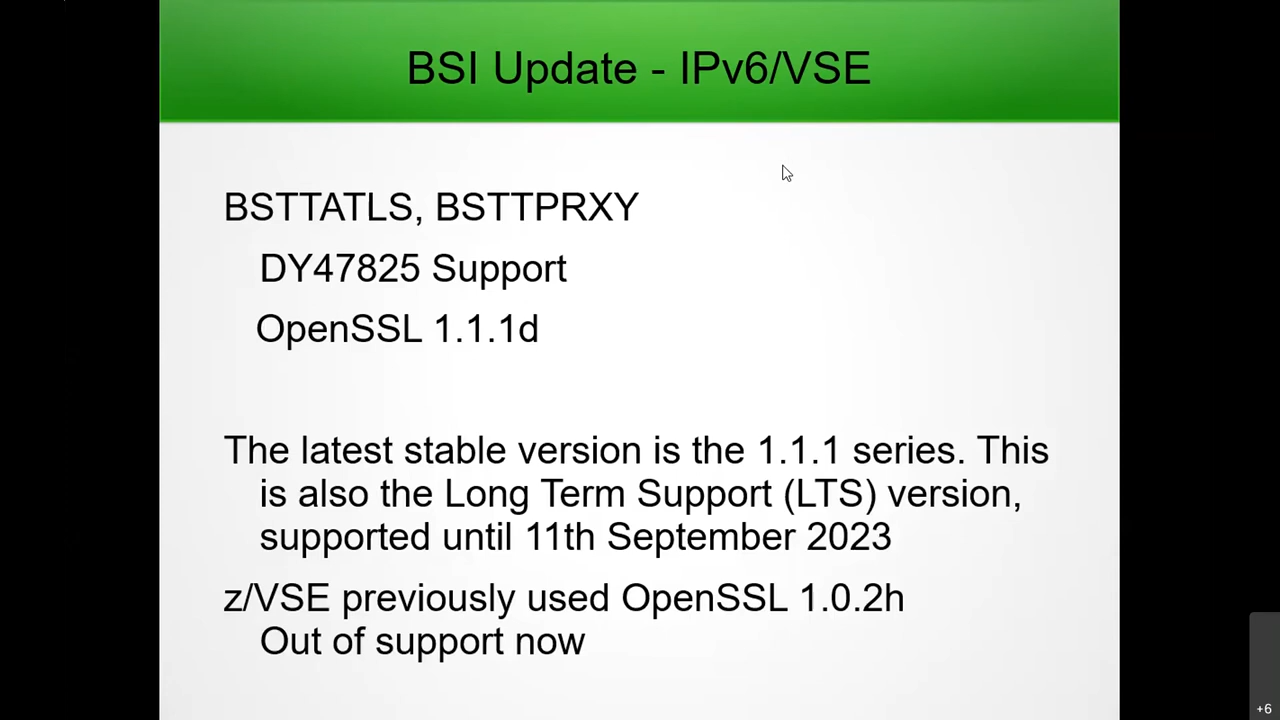 BSI Update - IPv6/VSE
BSTTATLS, BSTTPRXY
DY47825 Support
OpenSSL 1.1.1d
The latest stable version is the 1.1.1 series. This
is also the Long Term Support (LTS) version,
supported until 11th September 2023
z/VSE previously used OpenSSL 1.0.2h
Out of support now
+6